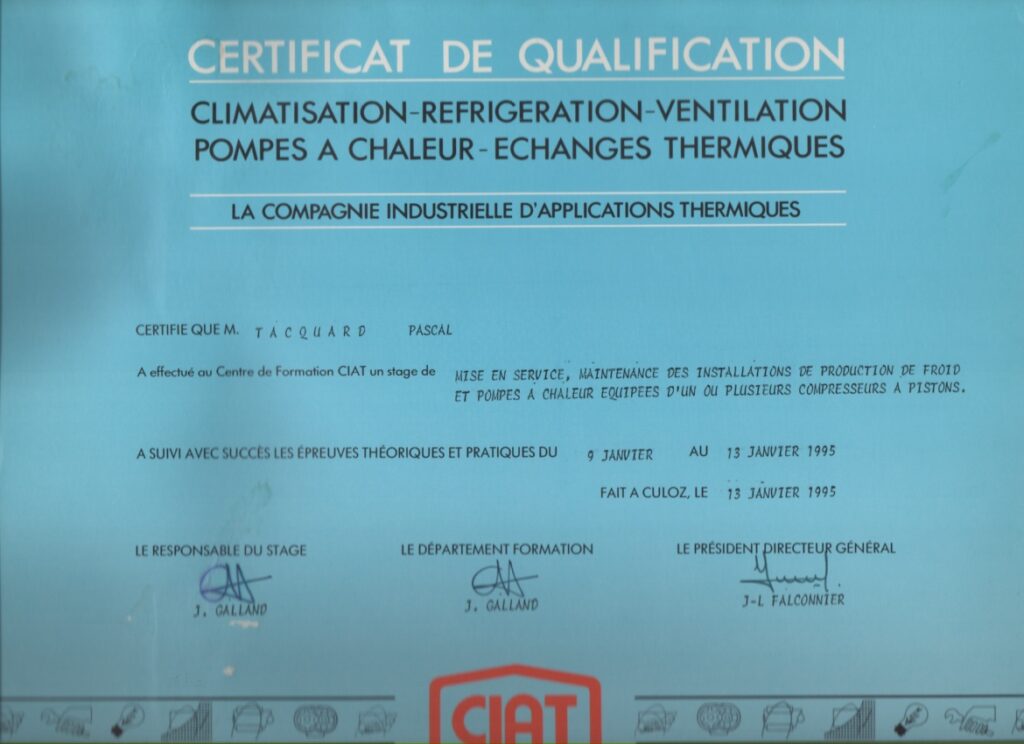 CERTIFICAT DE QUALIFICATION
CLIMATISATION-REFRIGERATION-VENTILATION
POMPES A CHALEUR-ECHANGES THERMIQUES
LA COMPAGNIE INDUSTRIELLE D'APPLICATIONS THERMIQUES
CERTIFIE QUE M. TACQUARD PASCAL
A effectué au Centre de Formation CIAT un stage de MISE EN SERVICE, MAINTENANCE DES INSTALLATIONS DE PRODUCTION DE FROID
ET POMPES A CHALEUR EQUIPEES D'UN OU PLUSIEURS COMPRESSEURS A PISTONS.
A SUIVI AVEC SUCCÈS LES ÉPREUVES THÉORIQUES ET PRATIQUES DU 9 JANVIER AU 13 JANVIER 1995
FAIT A CULOZ, LE 13 JANVIER 1995
LE RESPONSABLE DU STAGE LE DÉPARTEMENT FORMATION LE PRÉSIDENT DIRECTEUR GÉNÉRAL
J. GALLAND J. GALLAND J-L FALCONNIER
CIAT